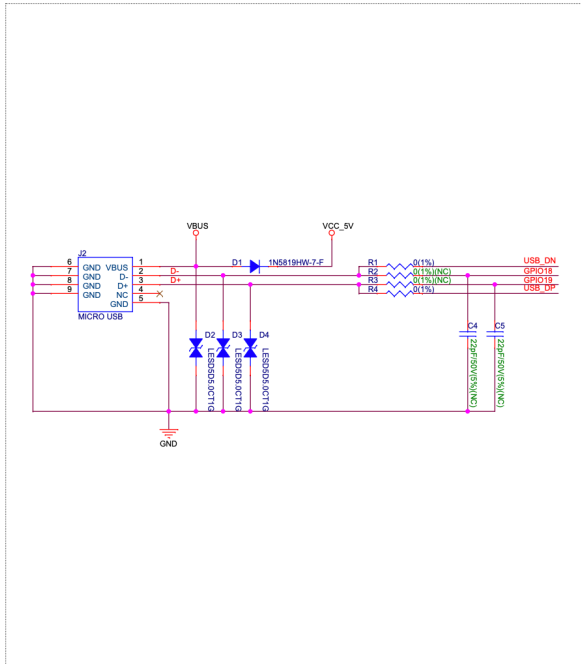 VBUS
VCC_5V
J2
D1
1N5819HW-7-F
6 GND VBUS 1
7 GND D- 2 D-
8 GND D+ 3 D+
9 GND NC 4
GND 5
MICRO USB
R1 0(1%) USB_DN
R2 0(1%)(NC) GPIO18
R3 0(1%)(NC) GPIO19
R4 0(1%) USB_DP
D2
LESD5D5.0CT1G
D3
LESD5D5.0CT1G
D4
LESD5D5.0CT1G
C4
22pF/50V(5%)(NC)
C5
22pF/50V(5%)(NC)
GND